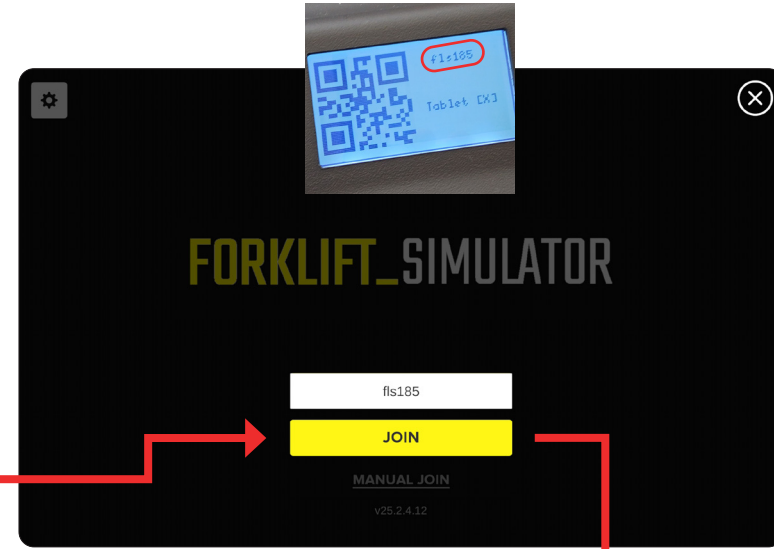 fls185
Tablet [X]
FORKLIFT_SIMULATOR
fls185
JOIN
MANUAL JOIN
v25.2.4.12